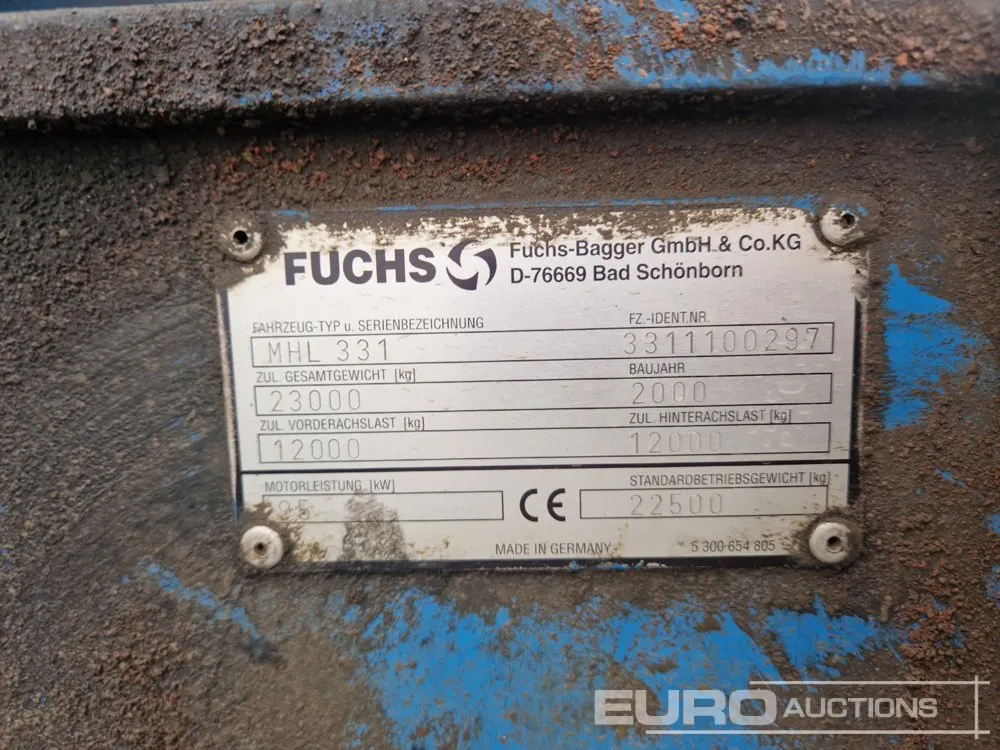 FUCHS
Fuchs-Bagger GmbH & Co.KG
D-76669 Bad Schönborn
FAHRZEUG-TYP u. SERIENBEZEICHNUNG FZ.-IDENT.NR.
MHL 331 3311100297
ZUL. GESAMTGEWICHT [kg] BAUJAHR
23000 2000
ZUL. VORDERACHSLAST [kg] ZUL. HINTERACHSLAST [kg]
12000 12000
MOTORLEISTUNG [kW] STANDARDBETRIEBSGEWICHT [kg]
95 CE 22500
MADE IN GERMANY 5 300 654 805
EURO AUCTIONS